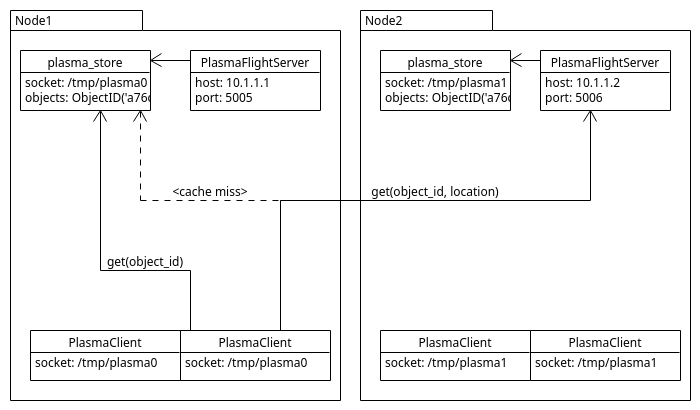 Node1
Node2
plasma_store
socket: /tmp/plasma0
objects: ObjectID('a76
PlasmaFlightServer
host: 10.1.1.1
port: 5005
plasma_store
socket: /tmp/plasma1
objects: ObjectID('a76
PlasmaFlightServer
host: 10.1.1.2
port: 5006
<cache miss>
get(object_id, location)
get(object_id)
PlasmaClient
socket: /tmp/plasma0
PlasmaClient
socket: /tmp/plasma0
PlasmaClient
socket: /tmp/plasma1
PlasmaClient
socket: /tmp/plasma1